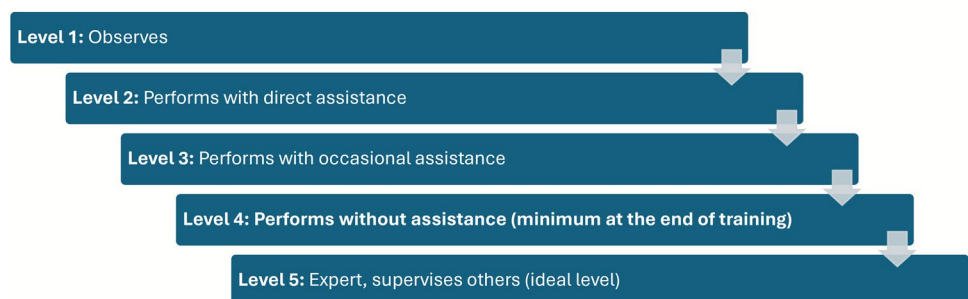 Level 1: Observes
Level 2: Performs with direct assistance
Level 3: Performs with occasional assistance
Level 4: Performs without assistance (minimum at the end of training)
Level 5: Expert, supervises others (ideal level)